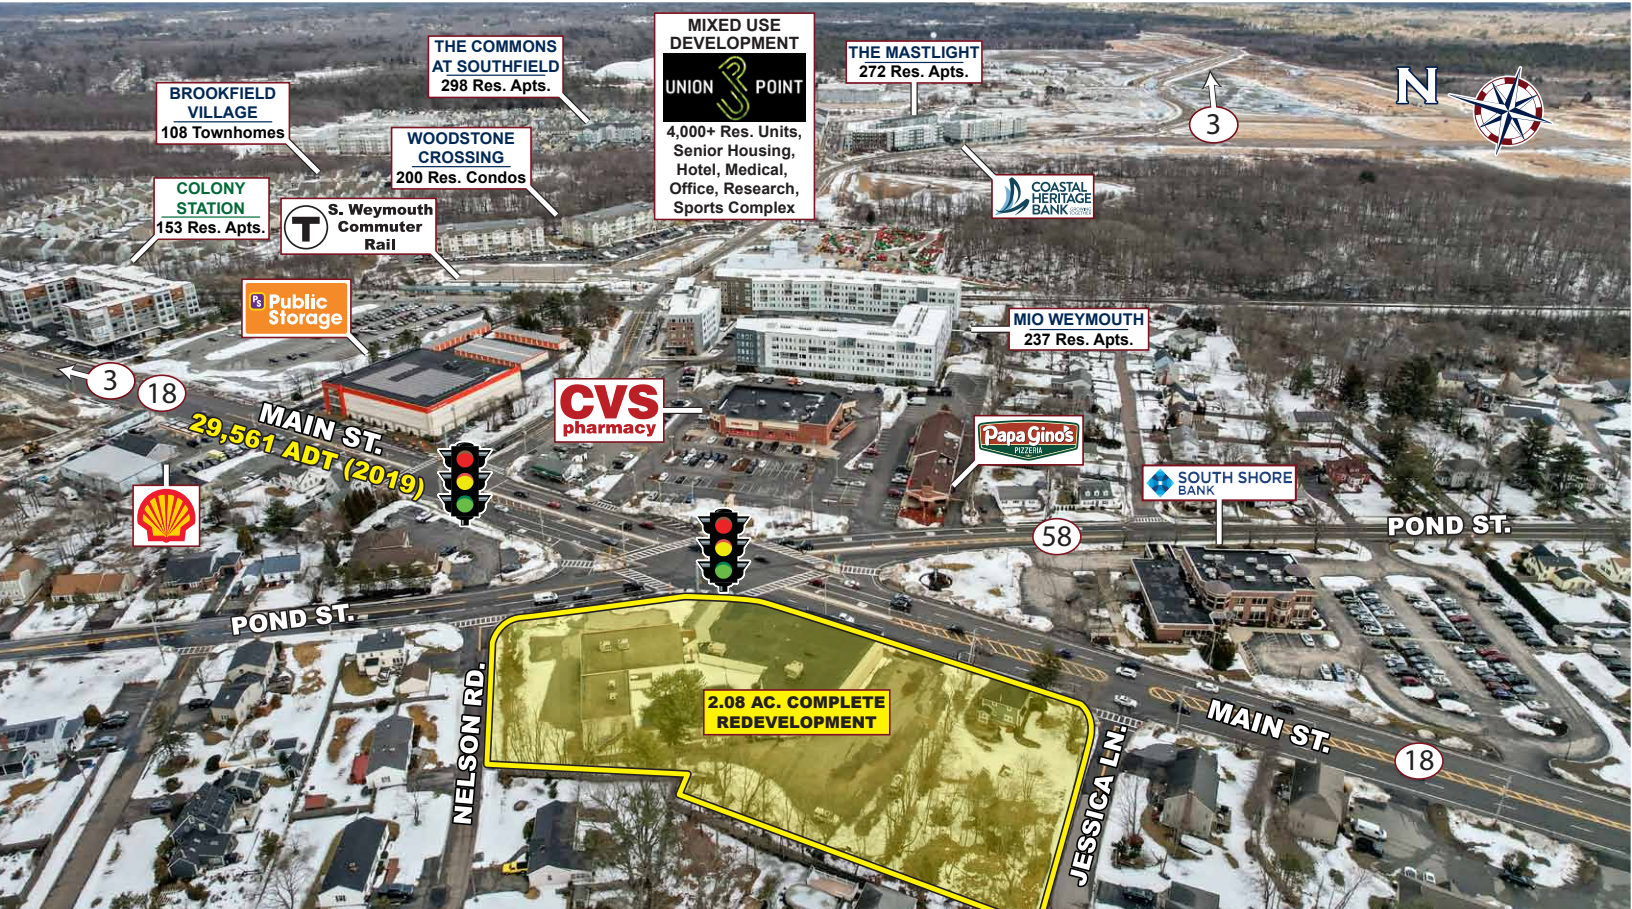 MIXED USE
DEVELOPMENT
UNION POINT
4,000+ Res. Units,
Senior Housing,
Hotel, Medical,
Office, Research,
Sports Complex
THE COMMONS
AT SOUTHFIELD
298 Res. Apts.
THE MASTLIGHT
272 Res. Apts.
N
3
BROOKFIELD
VILLAGE
108 Townhomes
WOODSTONE
CROSSING
200 Res. Condos
COLONY
STATION
153 Res. Apts.
T
S. Weymouth
Commuter
Rail
COASTAL
HERITAGE
BANK
PS
Public
Storage
MIO WEYMOUTH
237 Res. Apts.
3
18
MAIN ST.
29,561 ADT (2019)
CVS
pharmacy
Papa Gino's
PIZZERIA
SOUTH SHORE
BANK
58
POND ST.
POND ST.
NELSON RD.
2.08 AC. COMPLETE
REDEVELOPMENT
MAIN ST.
18
JESSICA LN.